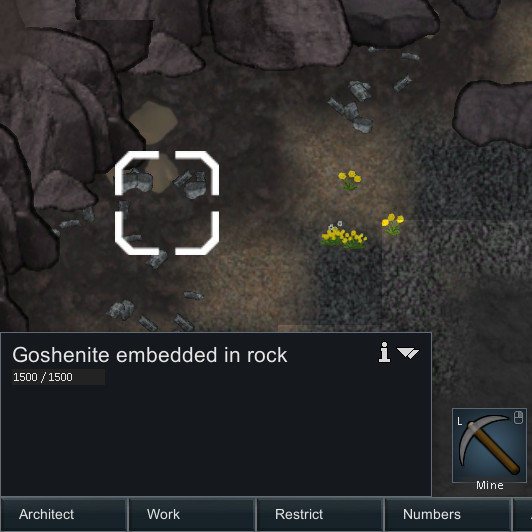 Goshenite embedded in rock
1500 / 1500
L
Mine
Architect
Work
Restrict
Numbers